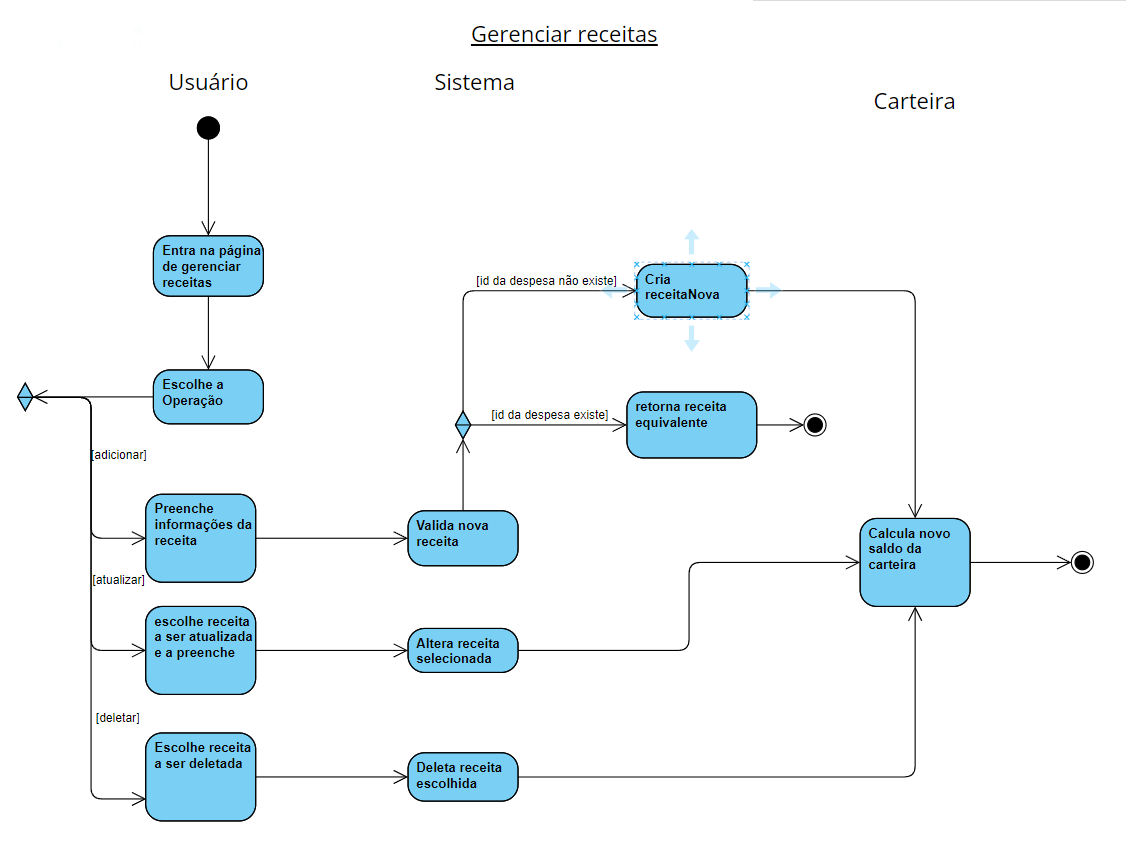 Gerenciar receitas
Usuário
Sistema
Carteira
Entra na página
de gerenciar
receitas
[id da despesa não existe]
Cria
receitaNova
Escolhe a
Operação
[id da despesa existe]
retorna receita
equivalente
[adicionar]
Preenche
informações da
receita
Valida nova
receita
Calcula novo
saldo da
carteira
[atualizar]
escolhe receita
a ser atualizada
e a preenche
Altera receita
selecionada
[deletar]
Escolhe receita
a ser deletada
Deleta receita
escolhida